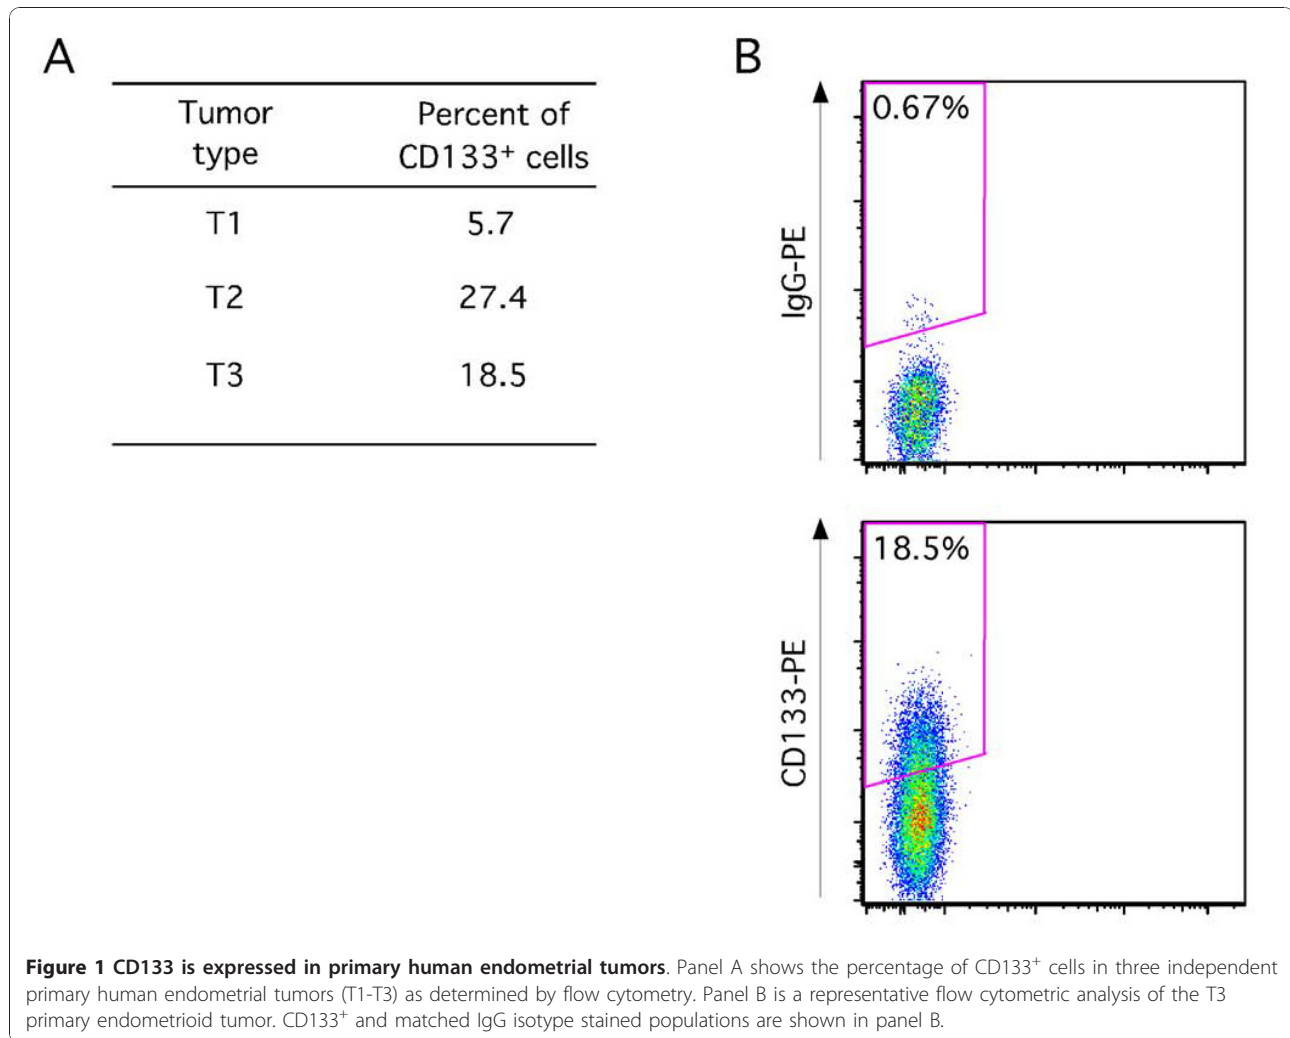 A
Tumor type
Percent of CD133⁺ cells
T1 5.7
T2 27.4
T3 18.5
B
0.67%
IgG-PE
18.5%
CD133-PE
Figure 1 CD133 is expressed in primary human endometrial tumors. Panel A shows the percentage of CD133⁺ cells in three independent
primary human endometrial tumors (T1-T3) as determined by flow cytometry. Panel B is a representative flow cytometric analysis of the T3
primary endometrioid tumor. CD133⁺ and matched IgG isotype stained populations are shown in panel B.